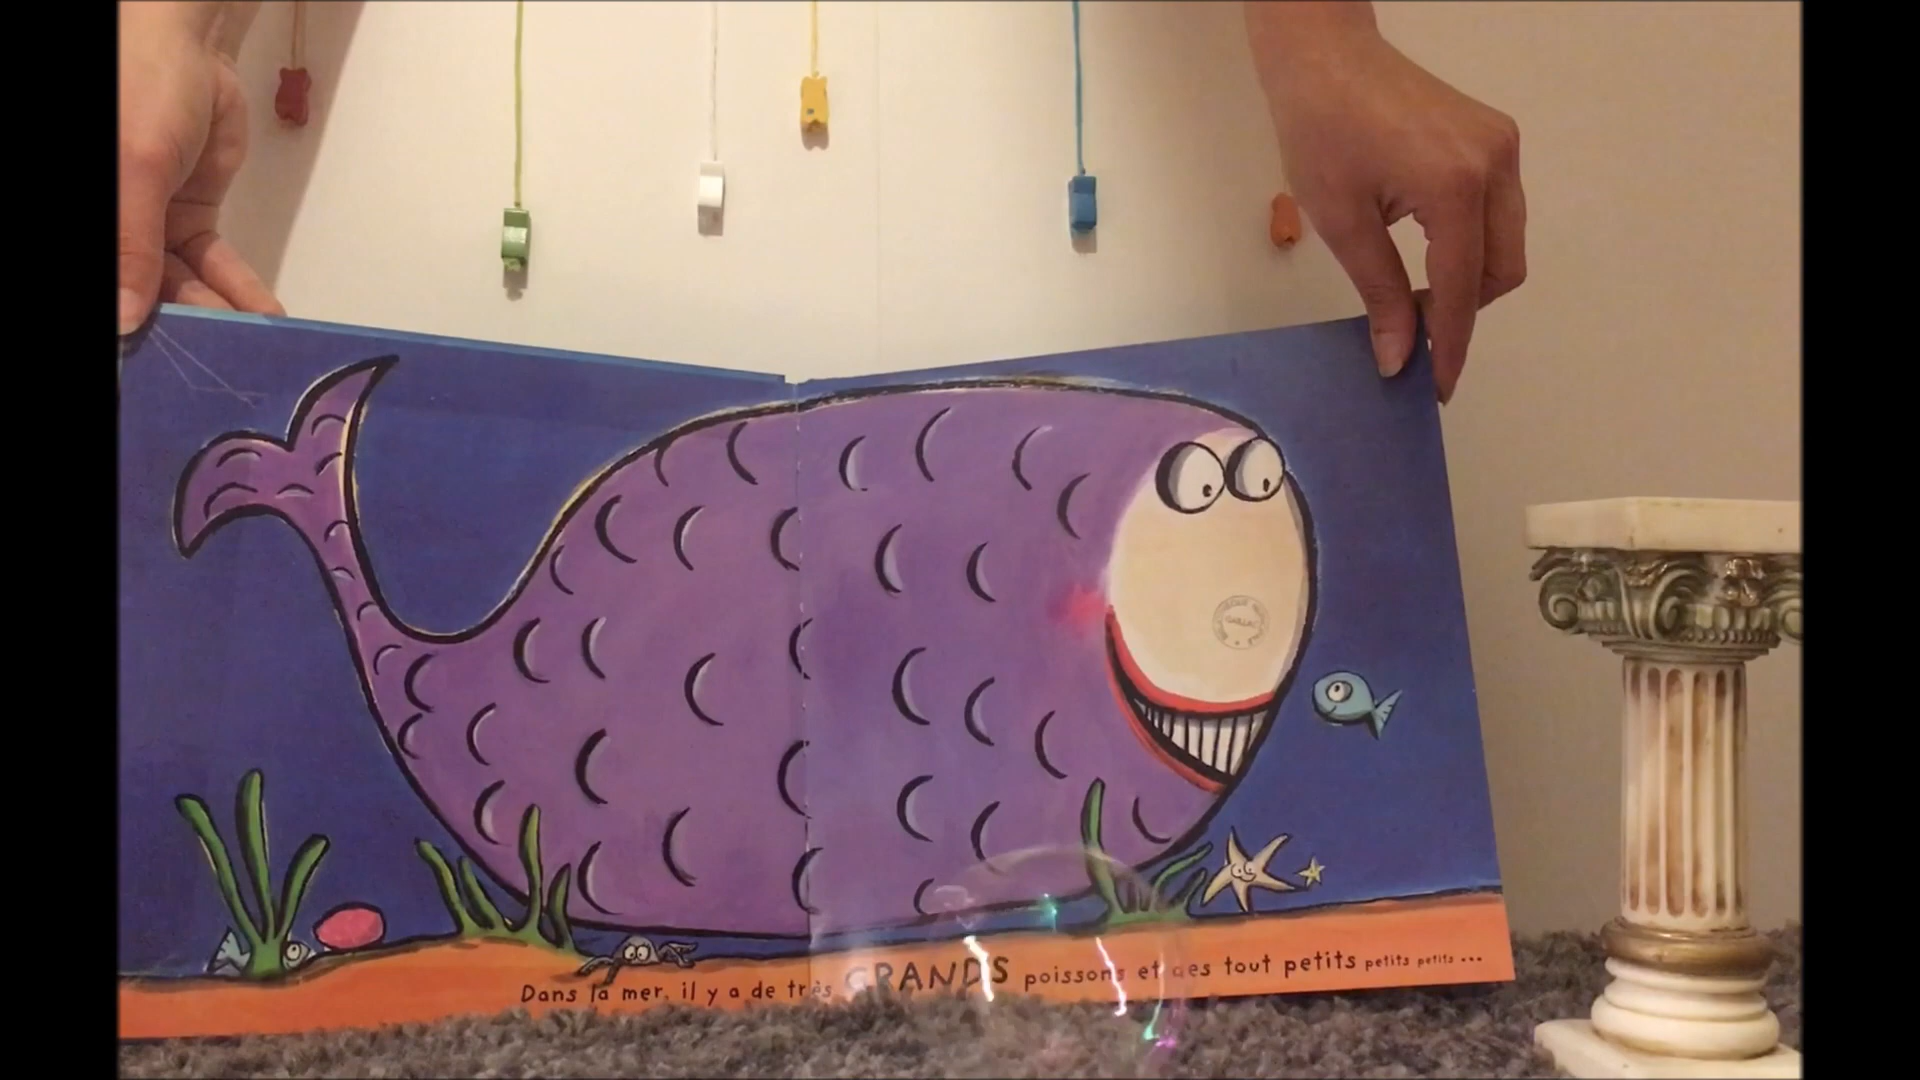 Dans la mer, il y a de très GRANDS poissons et des tout petits petits petits...